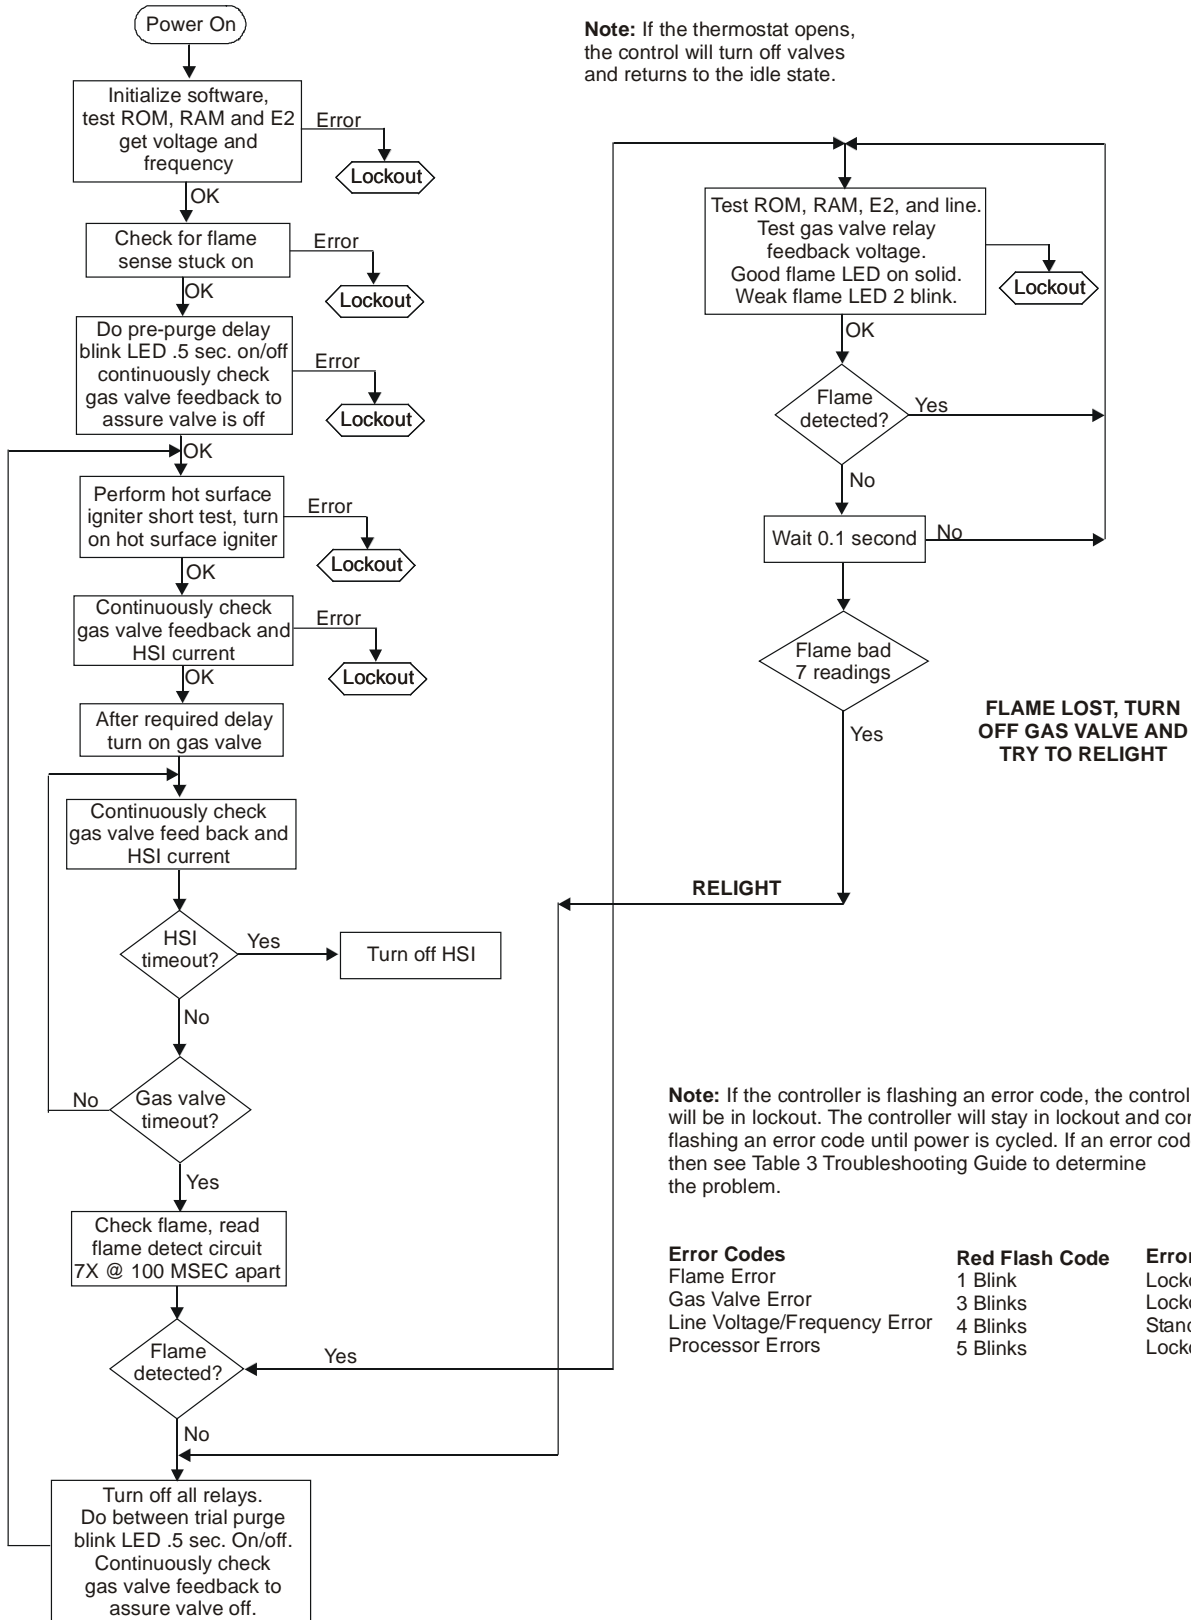 Power On
Note: If the thermostat opens,
the control will turn off valves
and returns to the idle state.
Initialize software,
test ROM, RAM and E2
get voltage and
frequency
Error
Lockout
OK
Check for flame
sense stuck on
Error
Lockout
OK
Do pre-purge delay
blink LED .5 sec. on/off
continuously check
gas valve feedback to
assure valve is off
Error
Lockout
OK
Perform hot surface
igniter short test, turn
on hot surface igniter
Error
Lockout
OK
Continuously check
gas valve feedback and
HSI current
Error
Lockout
OK
After required delay
turn on gas valve
Continuously check
gas valve feed back and
HSI current
HSI
timeout?
Yes
Turn off HSI
No
Gas valve
timeout?
No
Yes
Check flame, read
flame detect circuit
7X @ 100 MSEC apart
Flame
detected?
Yes
No
Turn off all relays.
Do between trial purge
blink LED .5 sec. On/off.
Continuously check
gas valve feedback to
assure valve off.
Test ROM, RAM, E2, and line.
Test gas valve relay
feedback voltage.
Good flame LED on solid.
Weak flame LED 2 blink.
Lockout
OK
Flame
detected?
Yes
No
Wait 0.1 second
No
Flame bad
7 readings
Yes
FLAME LOST, TURN
OFF GAS VALVE AND
TRY TO RELIGHT
RELIGHT
Note: If the controller is flashing an error code, the control
will be in lockout. The controller will stay in lockout and
flashing an error code until power is cycled. If an error
then see Table 3 Troubleshooting Guide to determine
the problem.
Error Codes Red Flash Code
Flame Error 1 Blink
Gas Valve Error 3 Blinks
Line Voltage/Frequency Error 4 Blinks
Processor Errors 5 Blinks